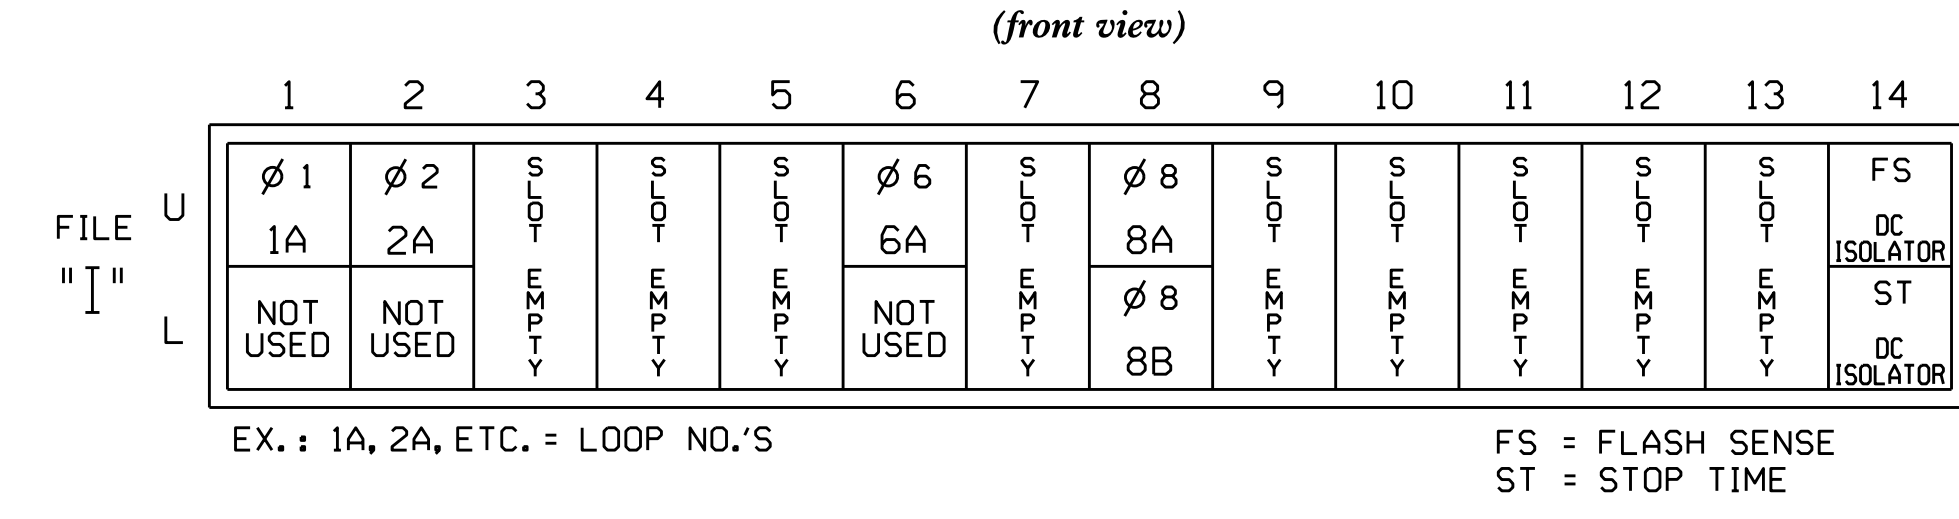 (front view)
1 2 3 4 5 6 7 8 9 10 11 12 13 14
FILE "I"
U
L
Ø 1
1A
NOT
USED
Ø 2
2A
NOT
USED
SLOT EMPTY
SLOT EMPTY
SLOT EMPTY
Ø 6
6A
NOT
USED
SLOT EMPTY
Ø 8
8A
Ø 8
8B
SLOT EMPTY
SLOT EMPTY
SLOT EMPTY
SLOT EMPTY
SLOT EMPTY
FS
DC
ISOLATOR
ST
DC
ISOLATOR
EX.: 1A, 2A, ETC. = LOOP NO.'S
FS = FLASH SENSE
ST = STOP TIME